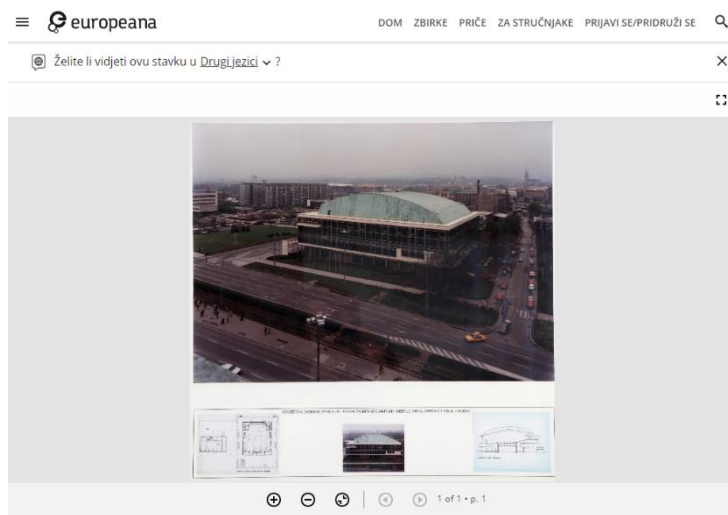 europeana
DOM ZBIRKE PRIČE ZA STRUČNJAKE PRIJAVI SE/PRIDRUŽI SE
Želite li vidjeti ovu stavku u Drugi jezici ?
1 of 1 • p. 1